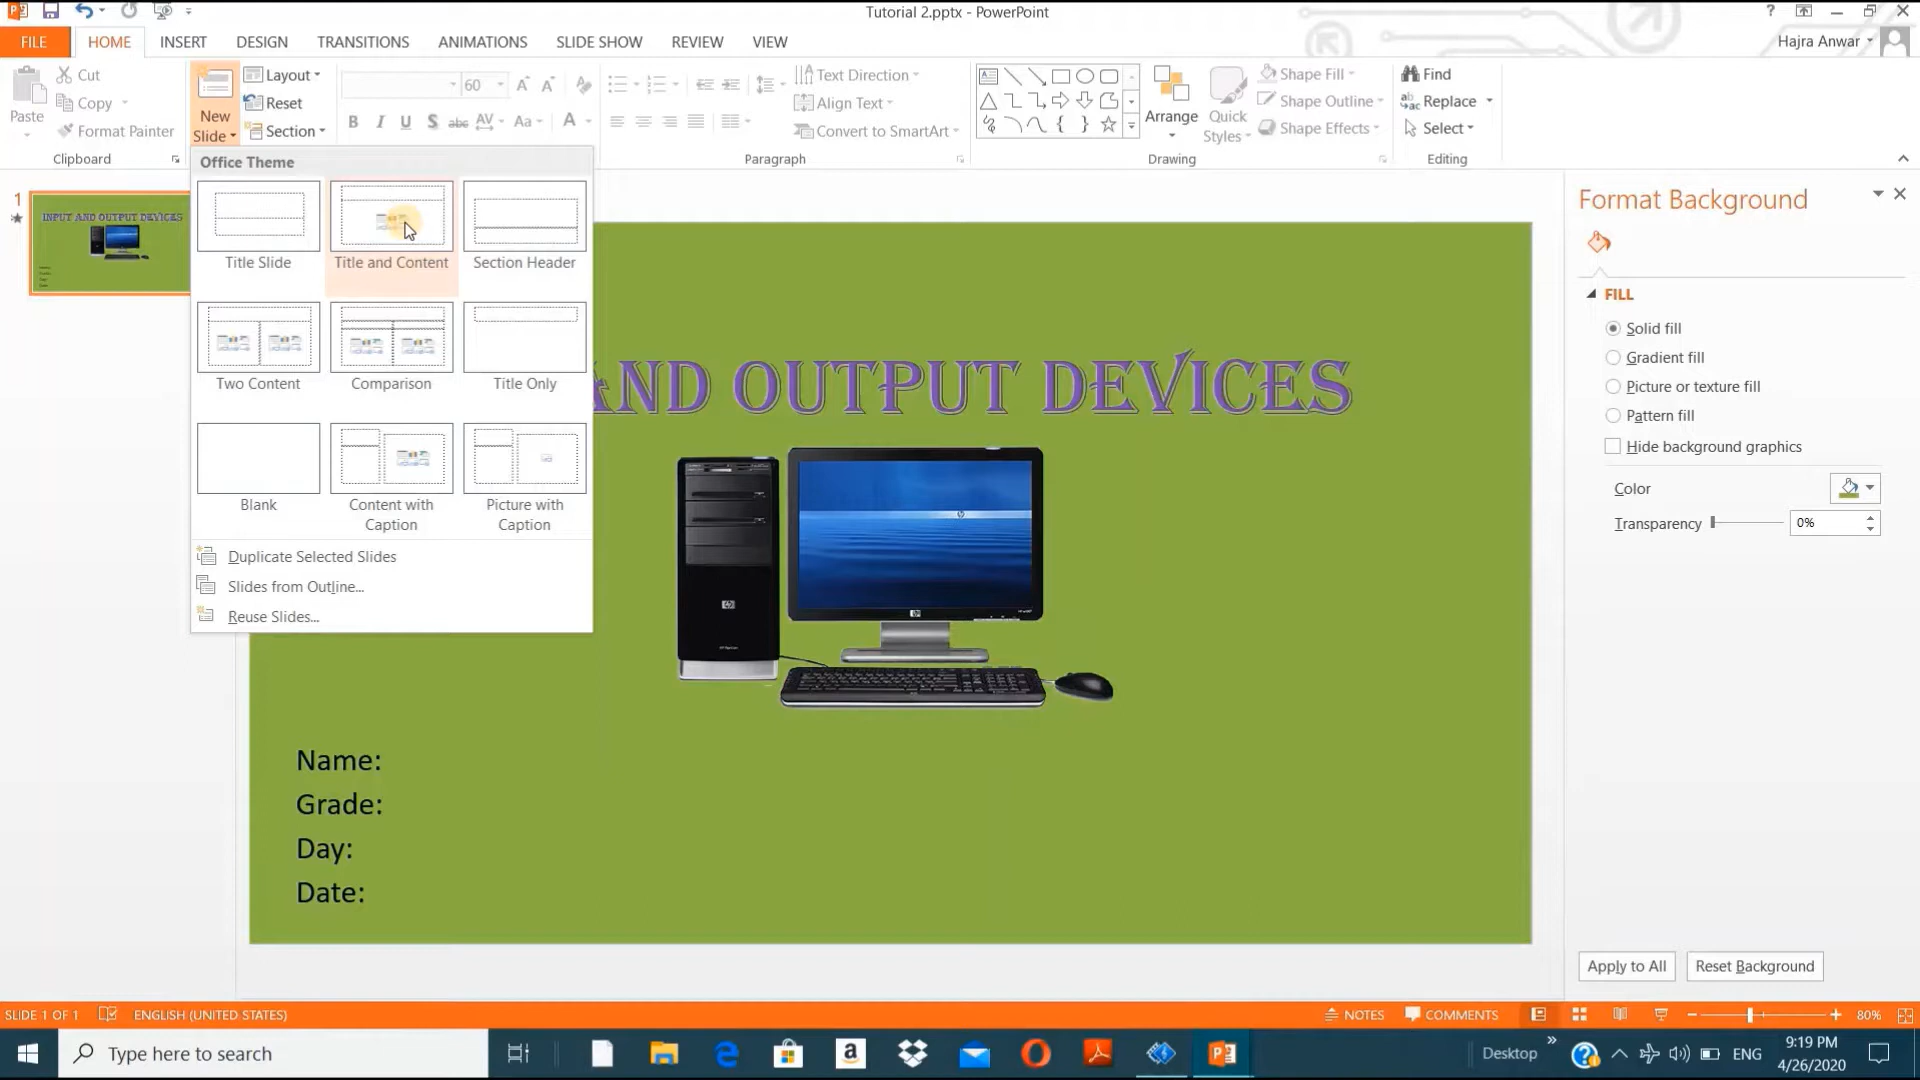 Tutorial 2.pptx - PowerPoint
?
FILE
HOME
INSERT
DESIGN
TRANSITIONS
ANIMATIONS
SLIDE SHOW
REVIEW
VIEW
Hajra Anwar
Paste
Cut
Copy
Format Painter
Clipboard
New
Slide
Layout
Reset
Section
60
B I U S abc AV Aa A
Text Direction
Align Text
Convert to SmartArt
Paragraph
Arrange
Quick
Styles
Shape Fill
Shape Outline
Shape Effects
Drawing
Find
Replace
Select
Editing
Office Theme
Title Slide
Title and Content
Section Header
Two Content
Comparison
Title Only
Blank
Content with
Caption
Picture with
Caption
Duplicate Selected Slides
Slides from Outline...
Reuse Slides...
1
INPUT AND OUTPUT DEVICES
AND OUTPUT DEVICES
Name:
Grade:
Day:
Date:
Format Background
FILL
Solid fill
Gradient fill
Picture or texture fill
Pattern fill
Hide background graphics
Color
Transparency
0%
Apply to All
Reset Background
SLIDE 1 OF 1
ENGLISH (UNITED STATES)
NOTES
COMMENTS
80%
Type here to search
Desktop
ENG
9:19 PM
4/26/2020